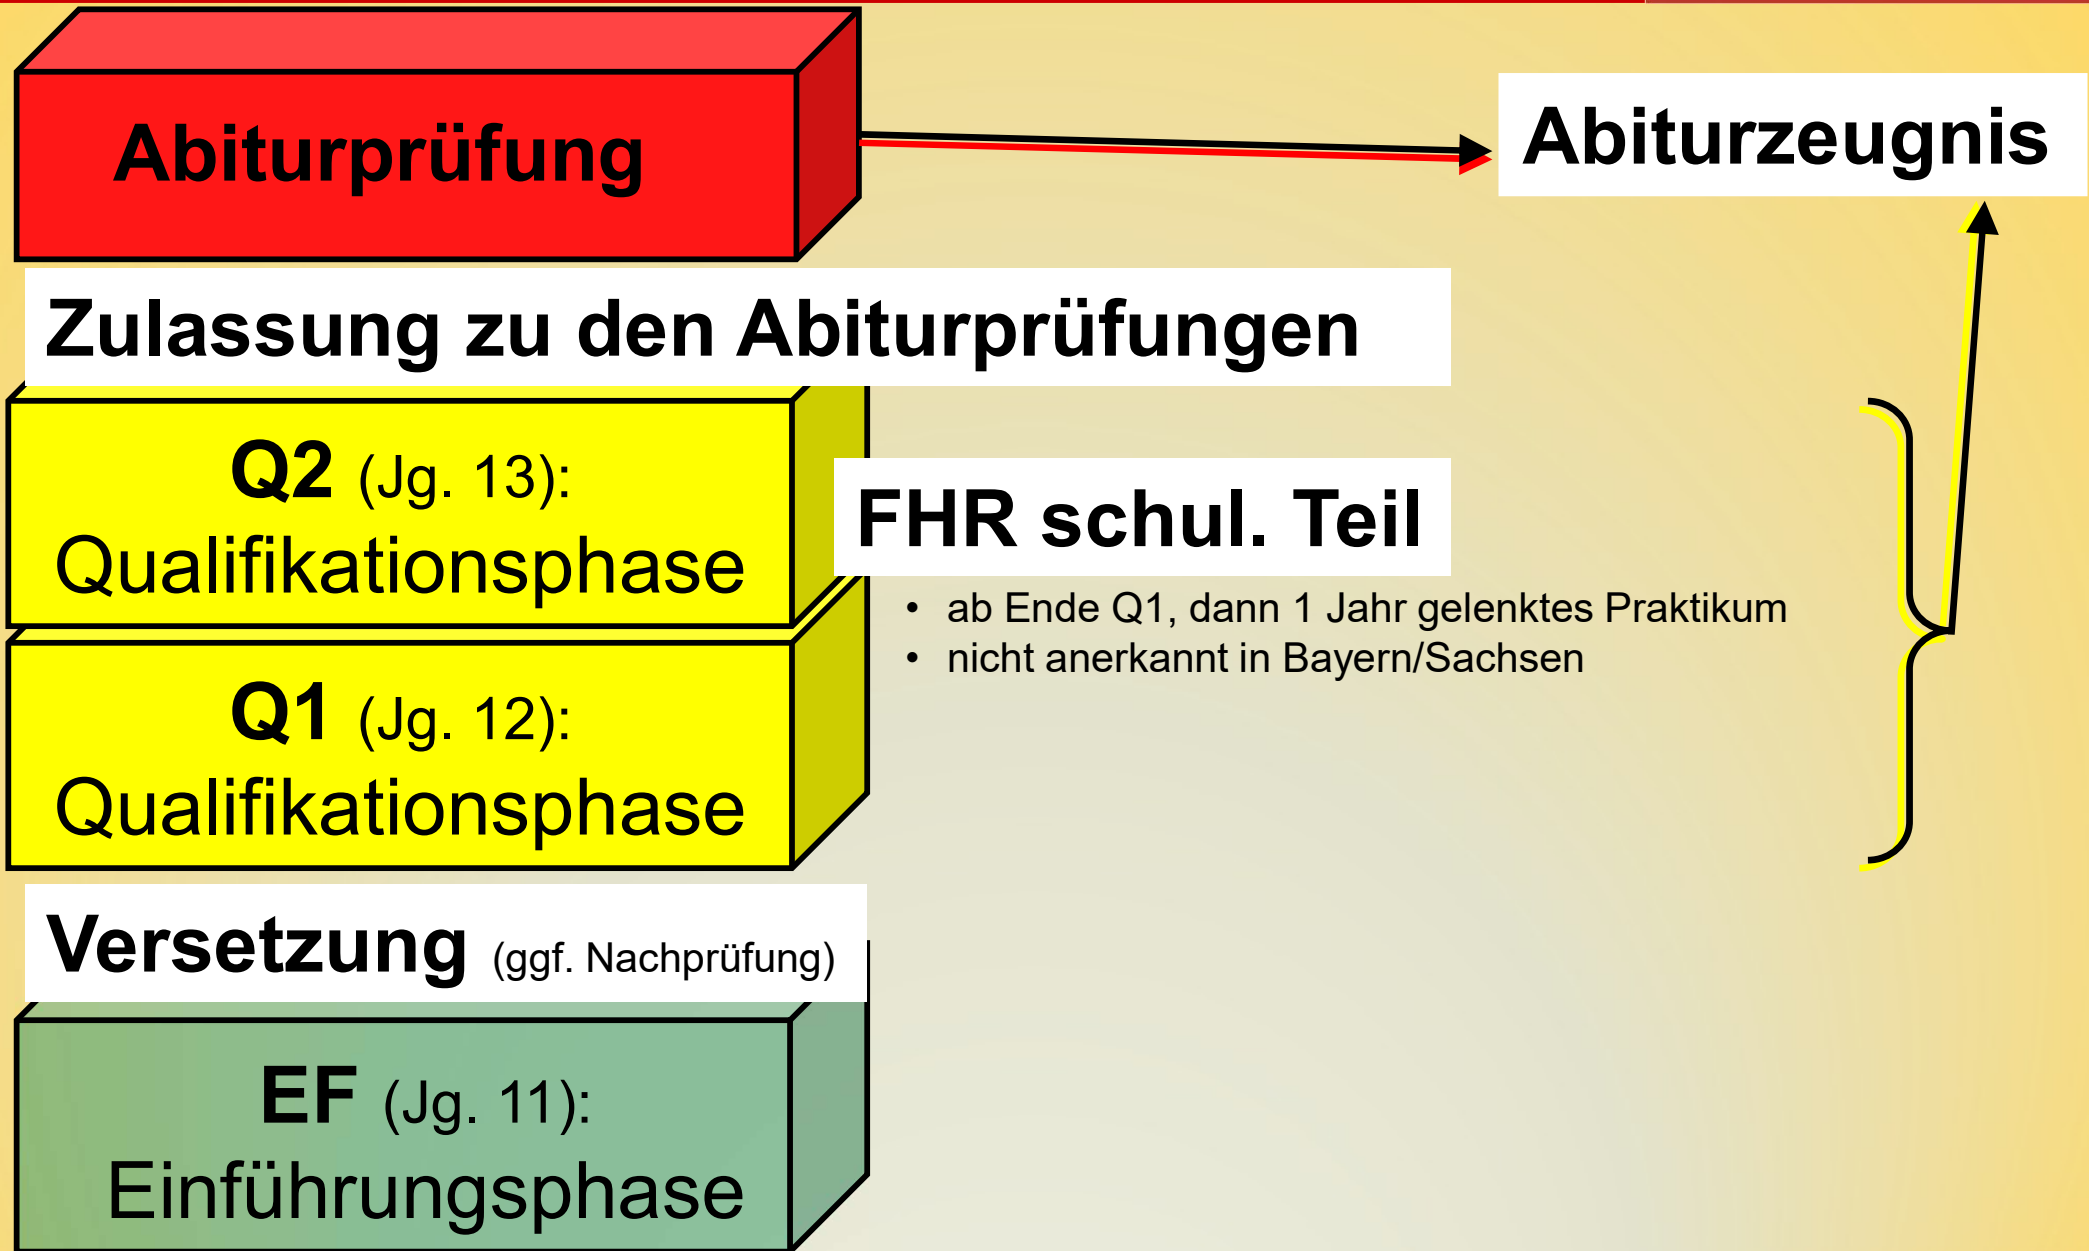 Abiturprüfung
Abiturzeugnis
Zulassung zu den Abiturprüfungen
Q2 (Jg. 13):
Qualifikationsphase
FHR schul. Teil
• ab Ende Q1, dann 1 Jahr gelenktes Praktikum
• nicht anerkannt in Bayern/Sachsen
Q1 (Jg. 12):
Qualifikationsphase
Versetzung (ggf. Nachprüfung)
EF (Jg. 11):
Einführungsphase